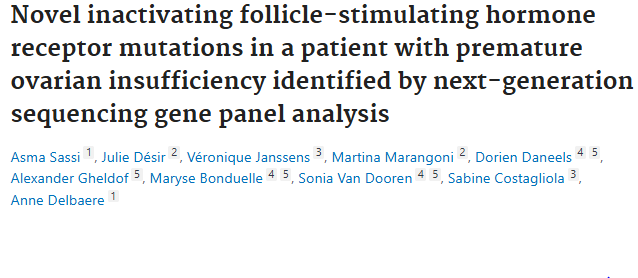 Novel inactivating follicle-stimulating hormone
receptor mutations in a patient with premature
ovarian insufficiency identified by next-generation
sequencing gene panel analysis
Asma Sassi 1, Julie Désir 2, Véronique Janssens 3, Martina Marangoni 2, Dorien Daneels 4 5,
Alexander Gheldof 5, Maryse Bonduelle 4 5, Sonia Van Dooren 4 5, Sabine Costagliola 3,
Anne Delbaere 1